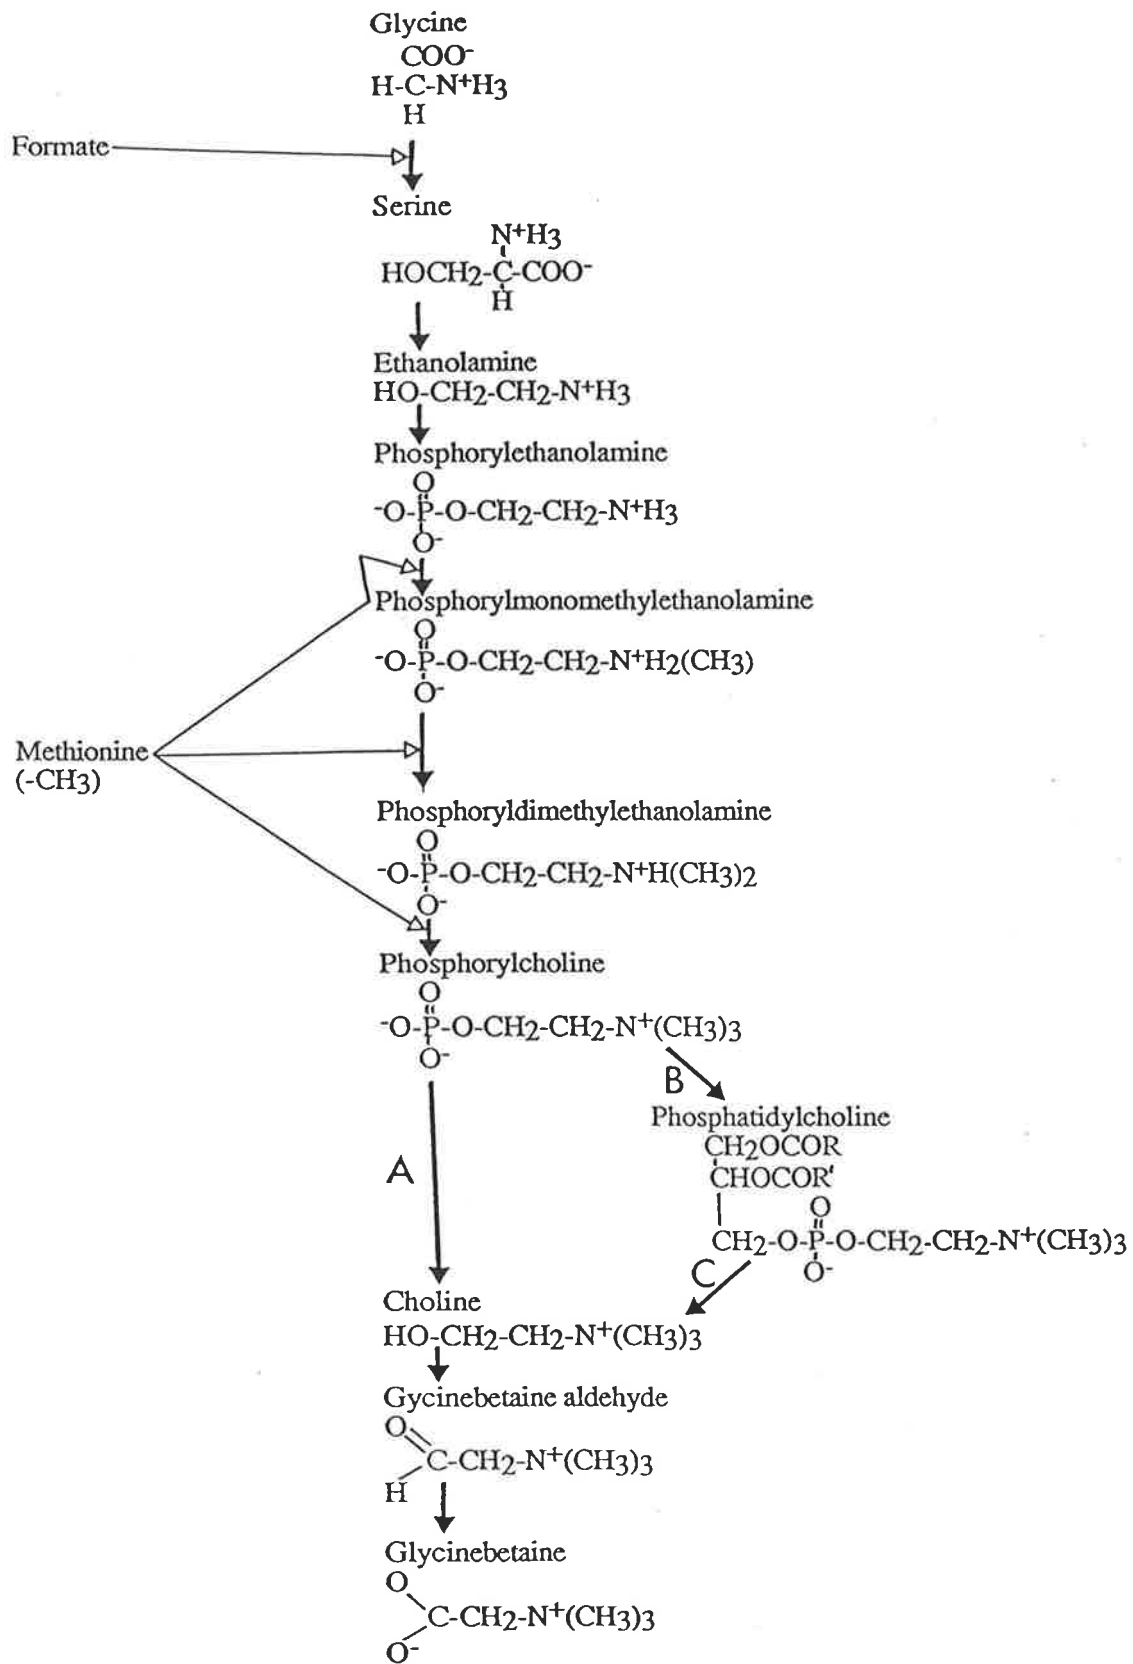 Glycine
COO-
H-C-N+H3
H
Formate
Serine
N+H3
HOCH2-C-COO-
H
Ethanolamine
HO-CH2-CH2-N+H3
Phosphorylethanolamine
O
-O-P-O-CH2-CH2-N+H3
O-
Phosphorylmonomethylethanolamine
O
-O-P-O-CH2-CH2-N+H2(CH3)
O-
Methionine
(-CH3)
Phosphoryldimethylethanolamine
O
-O-P-O-CH2-CH2-N+H(CH3)2
O-
Phosphorylcholine
O
-O-P-O-CH2-CH2-N+(CH3)3
O-
B
Phosphatidylcholine
CH2OCOR
A
CHOCOR'
O
CH2-O-P-O-CH2-CH2-N+(CH3)3
O-
C
Choline
HO-CH2-CH2-N+(CH3)3
Gycinebetaine aldehyde
O
C-CH2-N+(CH3)3
H
Glycinebetaine
O
C-CH2-N+(CH3)3
O-